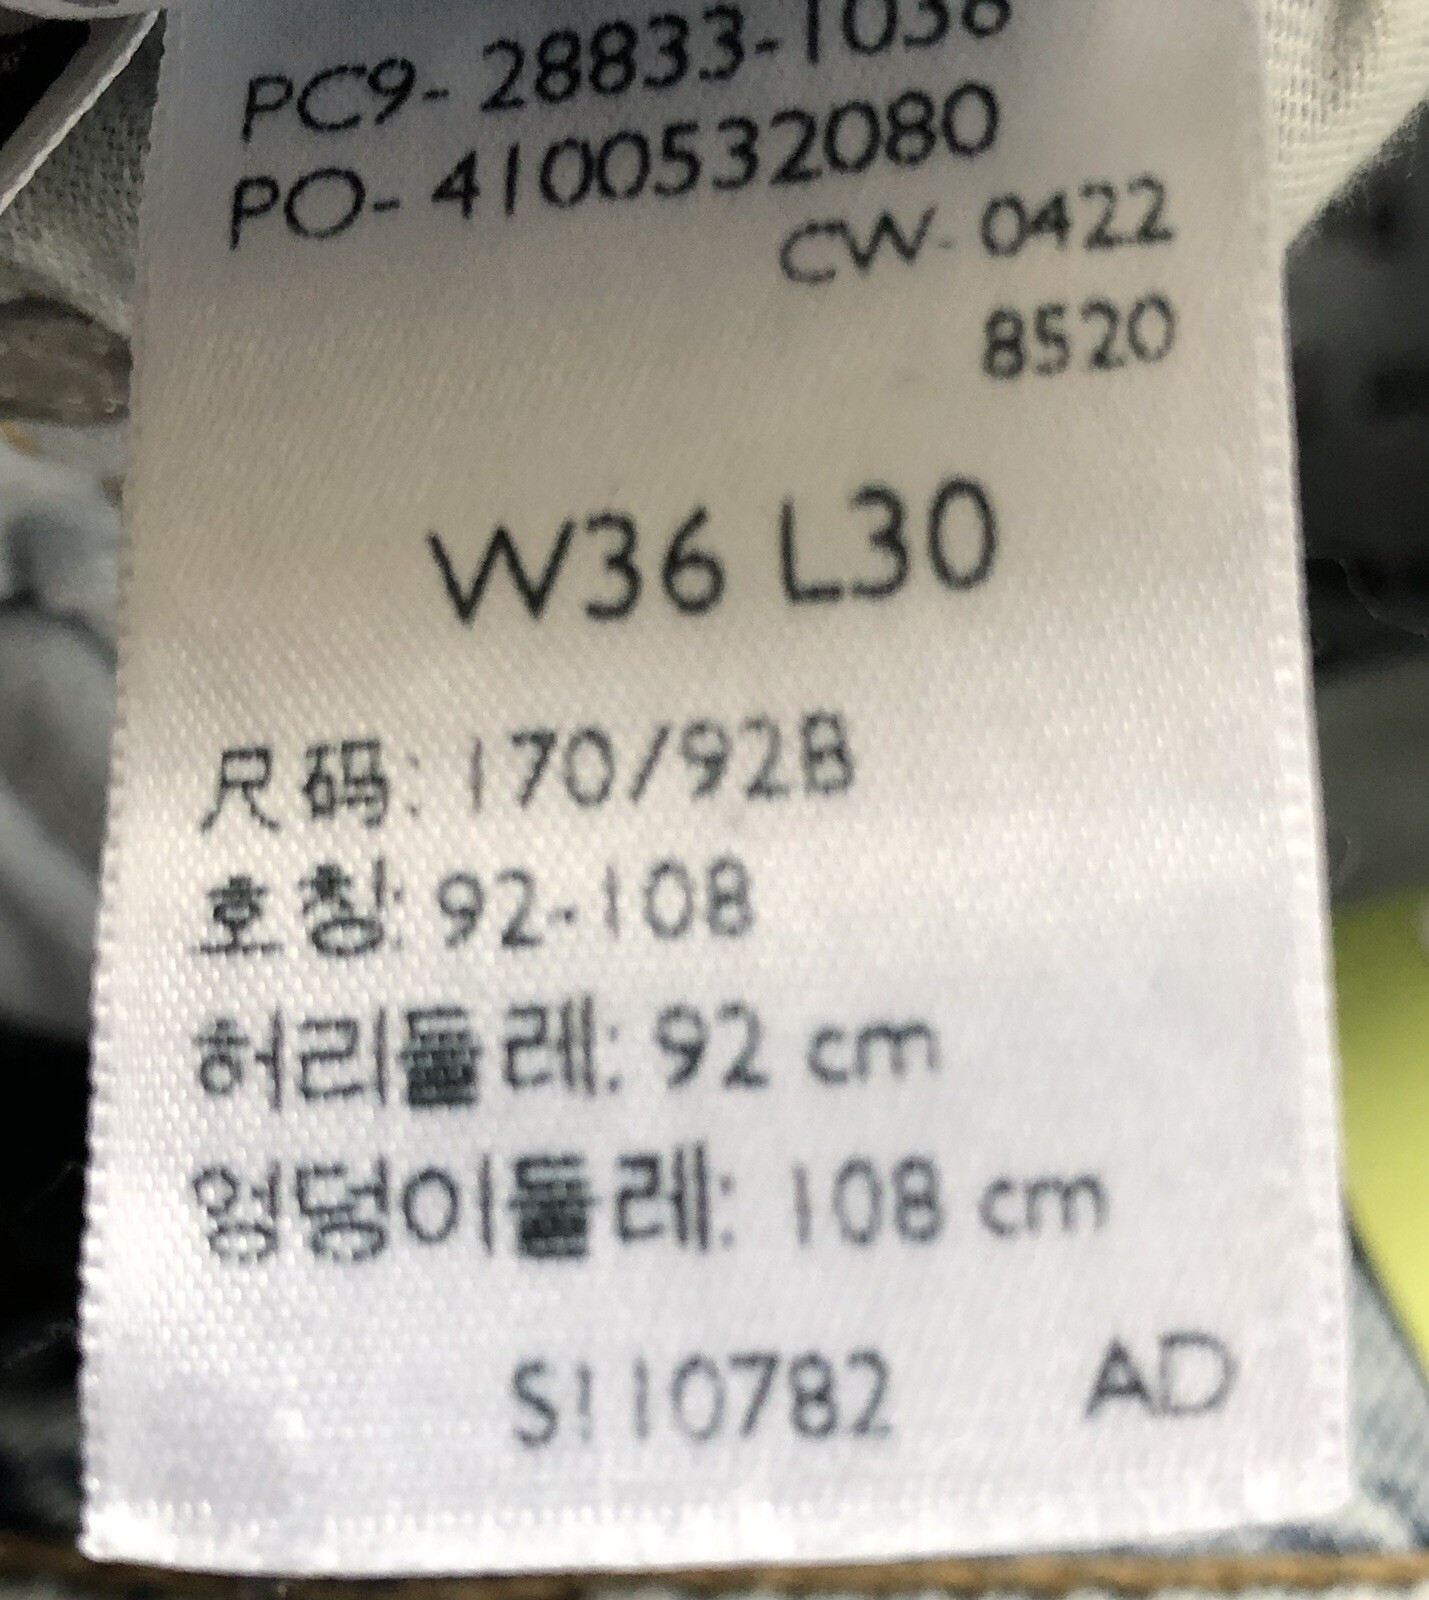 PC9- 28833-1036
PO- 4100532080
CW- 0422
8520
W36 L30
尺码: 170/92B
호칭: 92-108
허리둘레: 92 cm
엉덩이둘레: 108 cm
S110782 AD